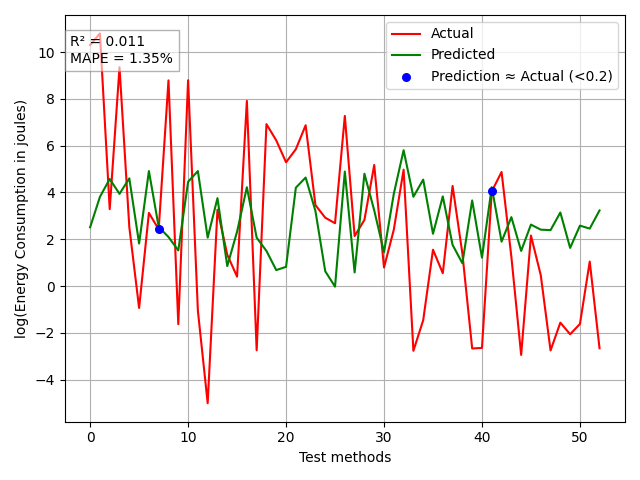 R² = 0.011
MAPE = 1.35%
Actual
Predicted
Prediction ≈ Actual (<0.2)
log(Energy Consumption in joules)
10
8
6
4
2
0
−2
−4
0
10
20
30
40
50
Test methods